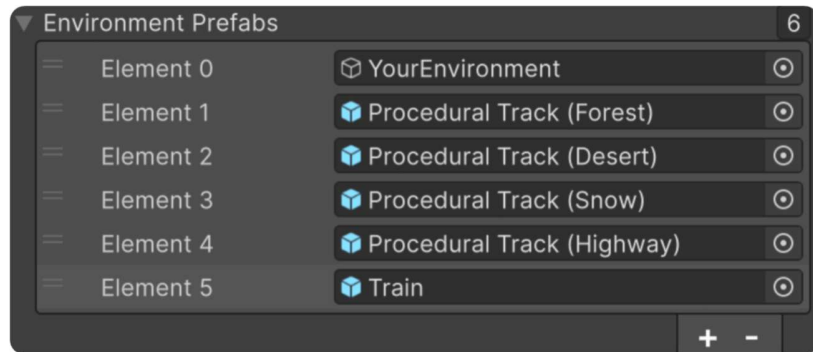 Environment Prefabs 6
Element 0 YourEnvironment
Element 1 Procedural Track (Forest)
Element 2 Procedural Track (Desert)
Element 3 Procedural Track (Snow)
Element 4 Procedural Track (Highway)
Element 5 Train
+ -